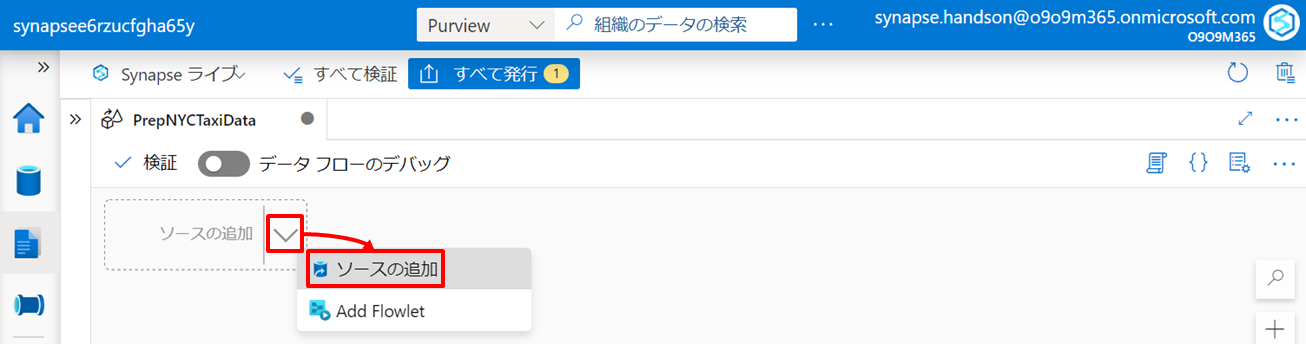 synapsee6rzucfgha65y
Purview
組織のデータの検索
synapse.handson@o9o9m365.onmicrosoft.com
O9O9M365
Synapse ライブ
すべて検証
すべて発行
1
PrepNYCTaxiData
検証
データ フローのデバッグ
ソースの追加
ソースの追加
Add Flowlet